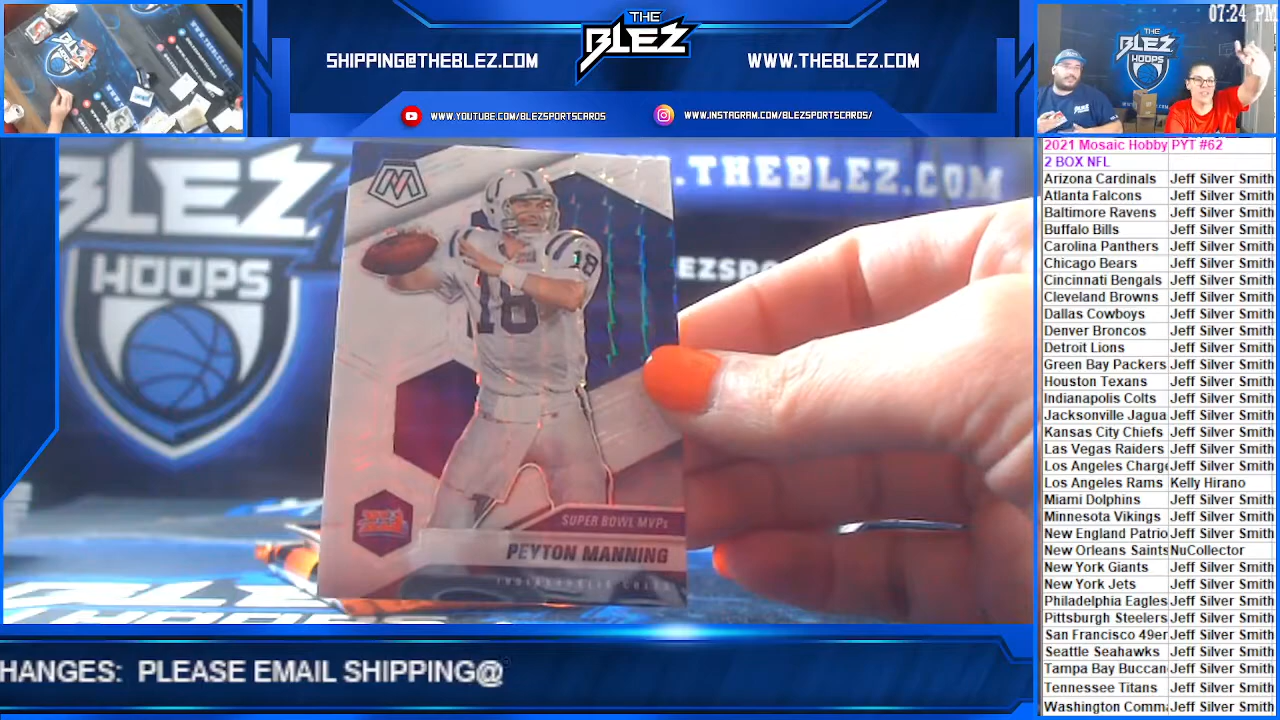 07:24 PM
THE
BLEZ
SHIPPING@THEBLEZ.COM
WWW.THEBLEZ.COM
WWW.YOUTUBE.COM/BLEZSPORTSCARDS
WWW.INSTAGRAM.COM/BLEZSPORTSCARDS/
THE
BLEZ
HOOPS
2021 Mosaic Hobby PYT #62
2 BOX NFL
Arizona Cardinals Jeff Silver Smith
Atlanta Falcons Jeff Silver Smith
Baltimore Ravens Jeff Silver Smith
Buffalo Bills Jeff Silver Smith
Carolina Panthers Jeff Silver Smith
Chicago Bears Jeff Silver Smith
Cincinnati Bengals Jeff Silver Smith
Cleveland Browns Jeff Silver Smith
Dallas Cowboys Jeff Silver Smith
Denver Broncos Jeff Silver Smith
Detroit Lions Jeff Silver Smith
Green Bay Packers Jeff Silver Smith
Houston Texans Jeff Silver Smith
Indianapolis Colts Jeff Silver Smith
Jacksonville Jagua Jeff Silver Smith
Kansas City Chiefs Jeff Silver Smith
Las Vegas Raiders Jeff Silver Smith
Los Angeles Charge Jeff Silver Smith
Los Angeles Rams Kelly Hirano
Miami Dolphins Jeff Silver Smith
Minnesota Vikings Jeff Silver Smith
New England Patrio Jeff Silver Smith
New Orleans Saints NuCollector
New York Giants Jeff Silver Smith
New York Jets Jeff Silver Smith
Philadelphia Eagles Jeff Silver Smith
Pittsburgh Steelers Jeff Silver Smith
San Francisco 49er Jeff Silver Smith
Seattle Seahawks Jeff Silver Smith
Tampa Bay Buccan Jeff Silver Smith
Tennessee Titans Jeff Silver Smith
Washington Comm Jeff Silver Smith
.THEBLEZ.COM
LEZ
HOOPS
EZSPO
M
18
18
SUPER BOWL MVPs
PEYTON MANNING
INDIANAPOLIS COLTS
HANGES: PLEASE EMAIL SHIPPING@